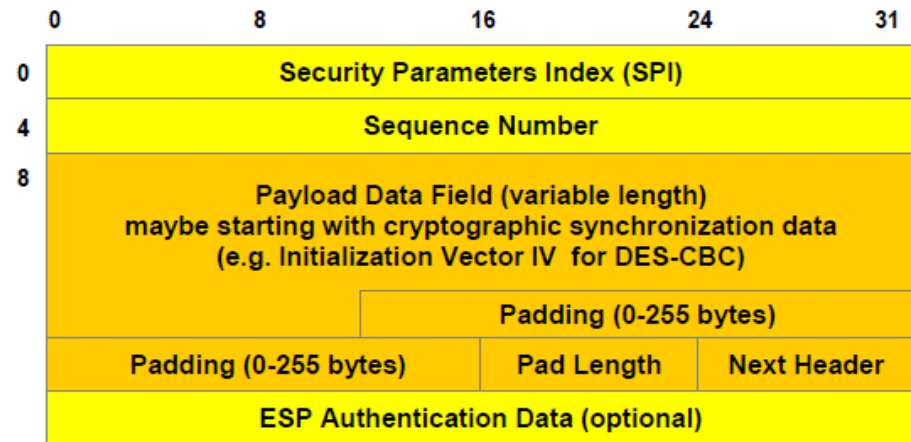 0 8 16 24 31
0 Security Parameters Index (SPI)
4 Sequence Number
8
Payload Data Field (variable length)
maybe starting with cryptographic synchronization data
(e.g. Initialization Vector IV for DES-CBC)
Padding (0-255 bytes)
Padding (0-255 bytes) Pad Length Next Header
ESP Authentication Data (optional)